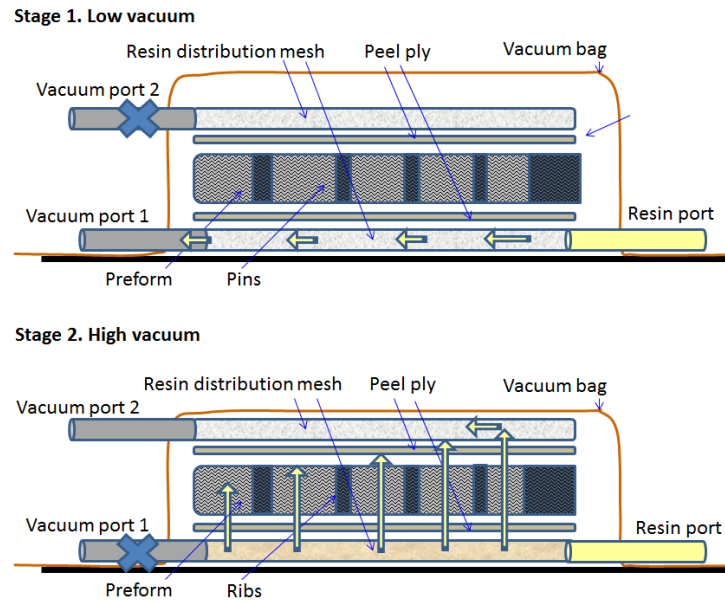 Stage 1. Low vacuum
Resin distribution mesh
Peel ply
Vacuum bag
Vacuum port 2
Vacuum port 1
Resin port
Preform
Pins
Stage 2. High vacuum
Resin distribution mesh
Peel ply
Vacuum bag
Vacuum port 2
Vacuum port 1
Resin port
Preform
Ribs